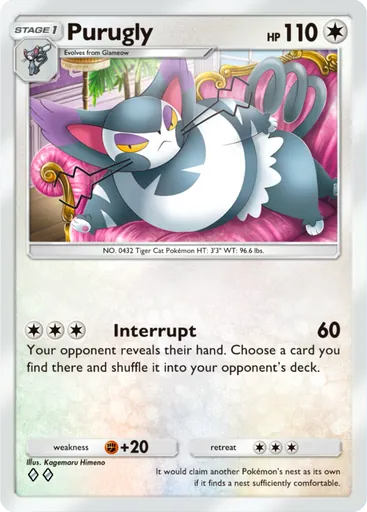 STAGE 1 Purugly HP 110
Evolves from Glameow
NO. 0432 Tiger Cat Pokémon HT: 3'3" WT: 96.6 lbs.
Interrupt 60
Your opponent reveals their hand. Choose a card you
find there and shuffle it into your opponent's deck.
weakness +20 retreat
Illus. Kagemaru Himeno
It would claim another Pokémon's nest as its own
if it finds a nest sufficiently comfortable.